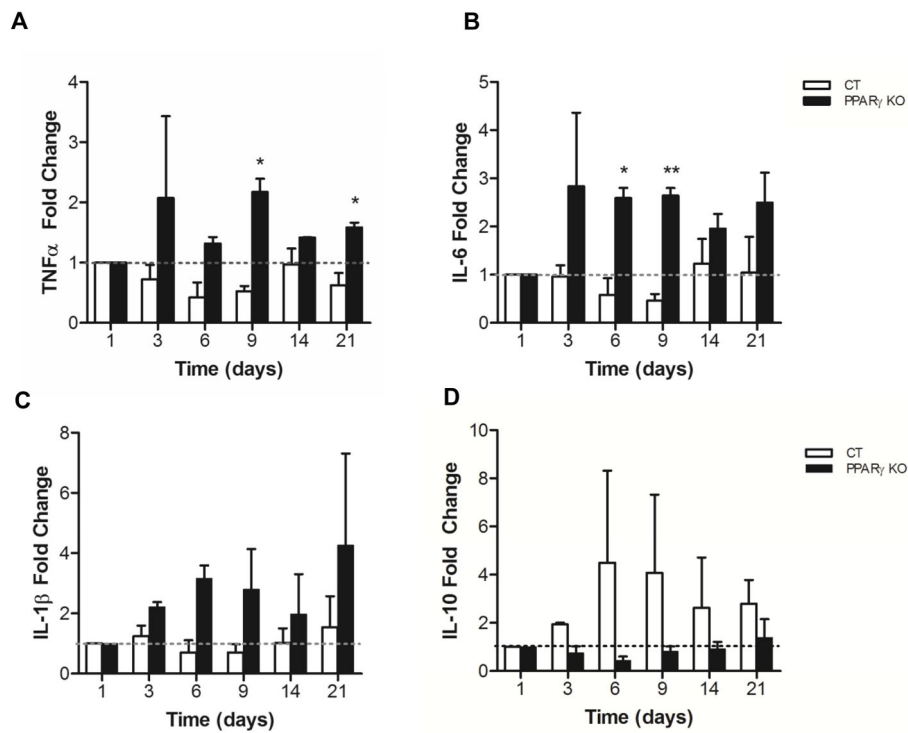 A
TNFα Fold Change
4
3
2
1
0
*
*
1 3 6 9 14 21
Time (days)
B
IL-6 Fold Change
5
4
3
2
1
0
*
**
1 3 6 9 14 21
Time (days)
CT
PPARγ KO
C
IL-1β Fold Change
8
6
4
2
0
1 3 6 9 14 21
Time (days)
D
IL-10 Fold Change
10
8
6
4
2
0
1 3 6 9 14 21
Time (days)
CT
PPARγ KO